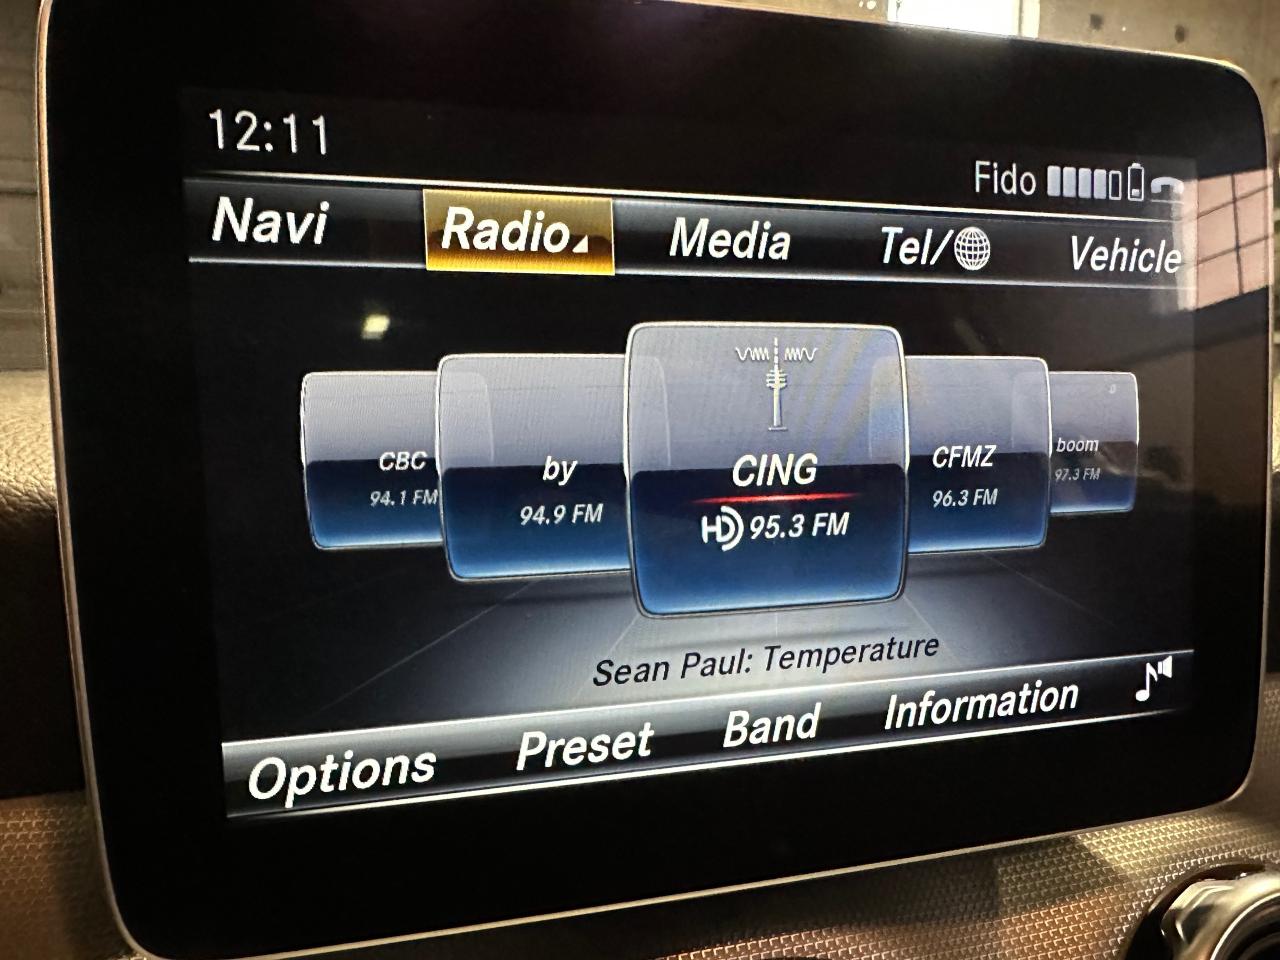 12:11
Fido
Navi Radio Media Tel/ Vehicle
CBC
94.1 FM
by
94.9 FM
CING
HD 95.3 FM
CFMZ
96.3 FM
boom
97.3 FM
Sean Paul: Temperature
Options Preset Band Information